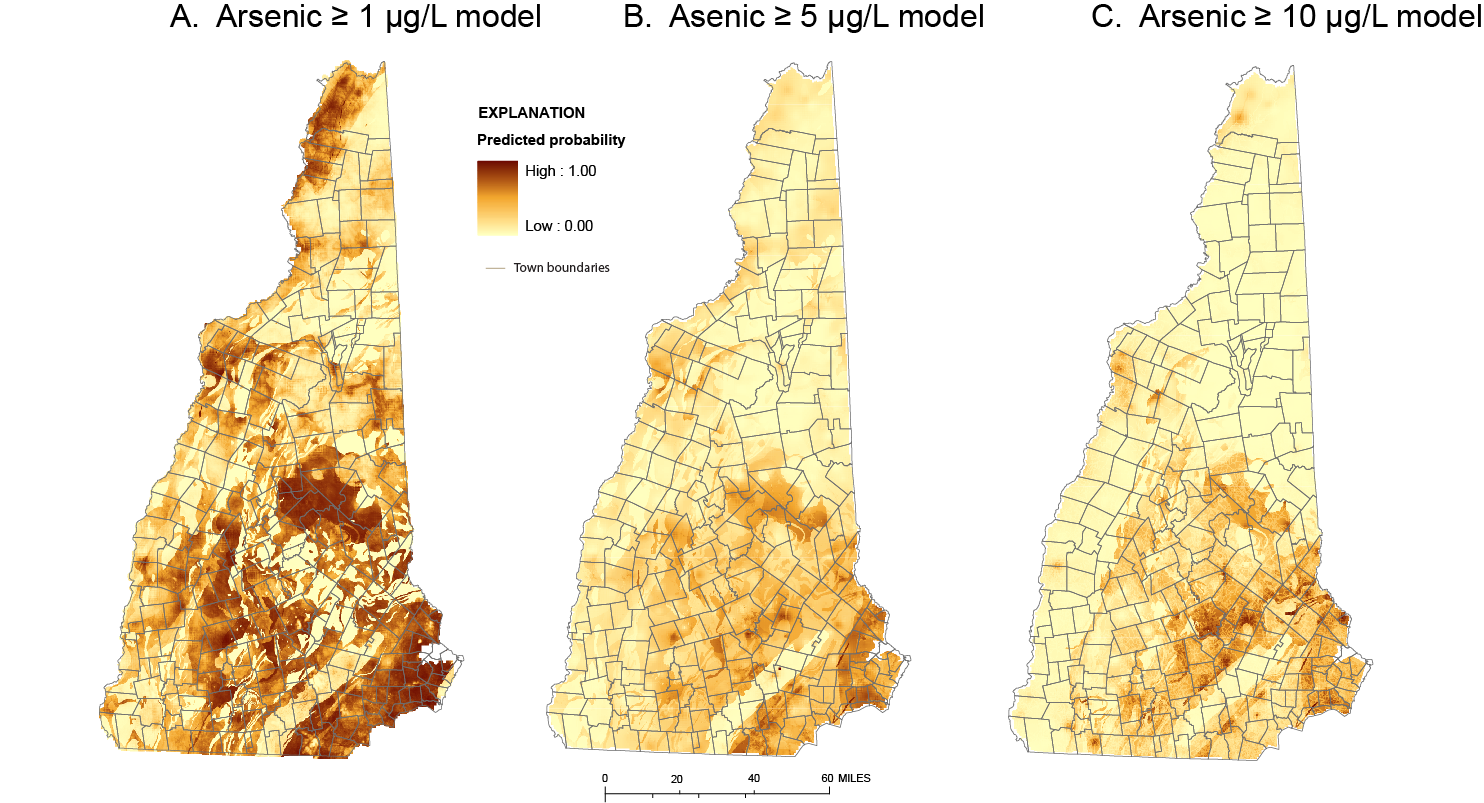 A. Arsenic ≥ 1 µg/L model
B. Asenic ≥ 5 µg/L model
C. Arsenic ≥ 10 µg/L model
EXPLANATION
Predicted probability
High : 1.00
Low : 0.00
Town boundaries
0 20 40 60 MILES